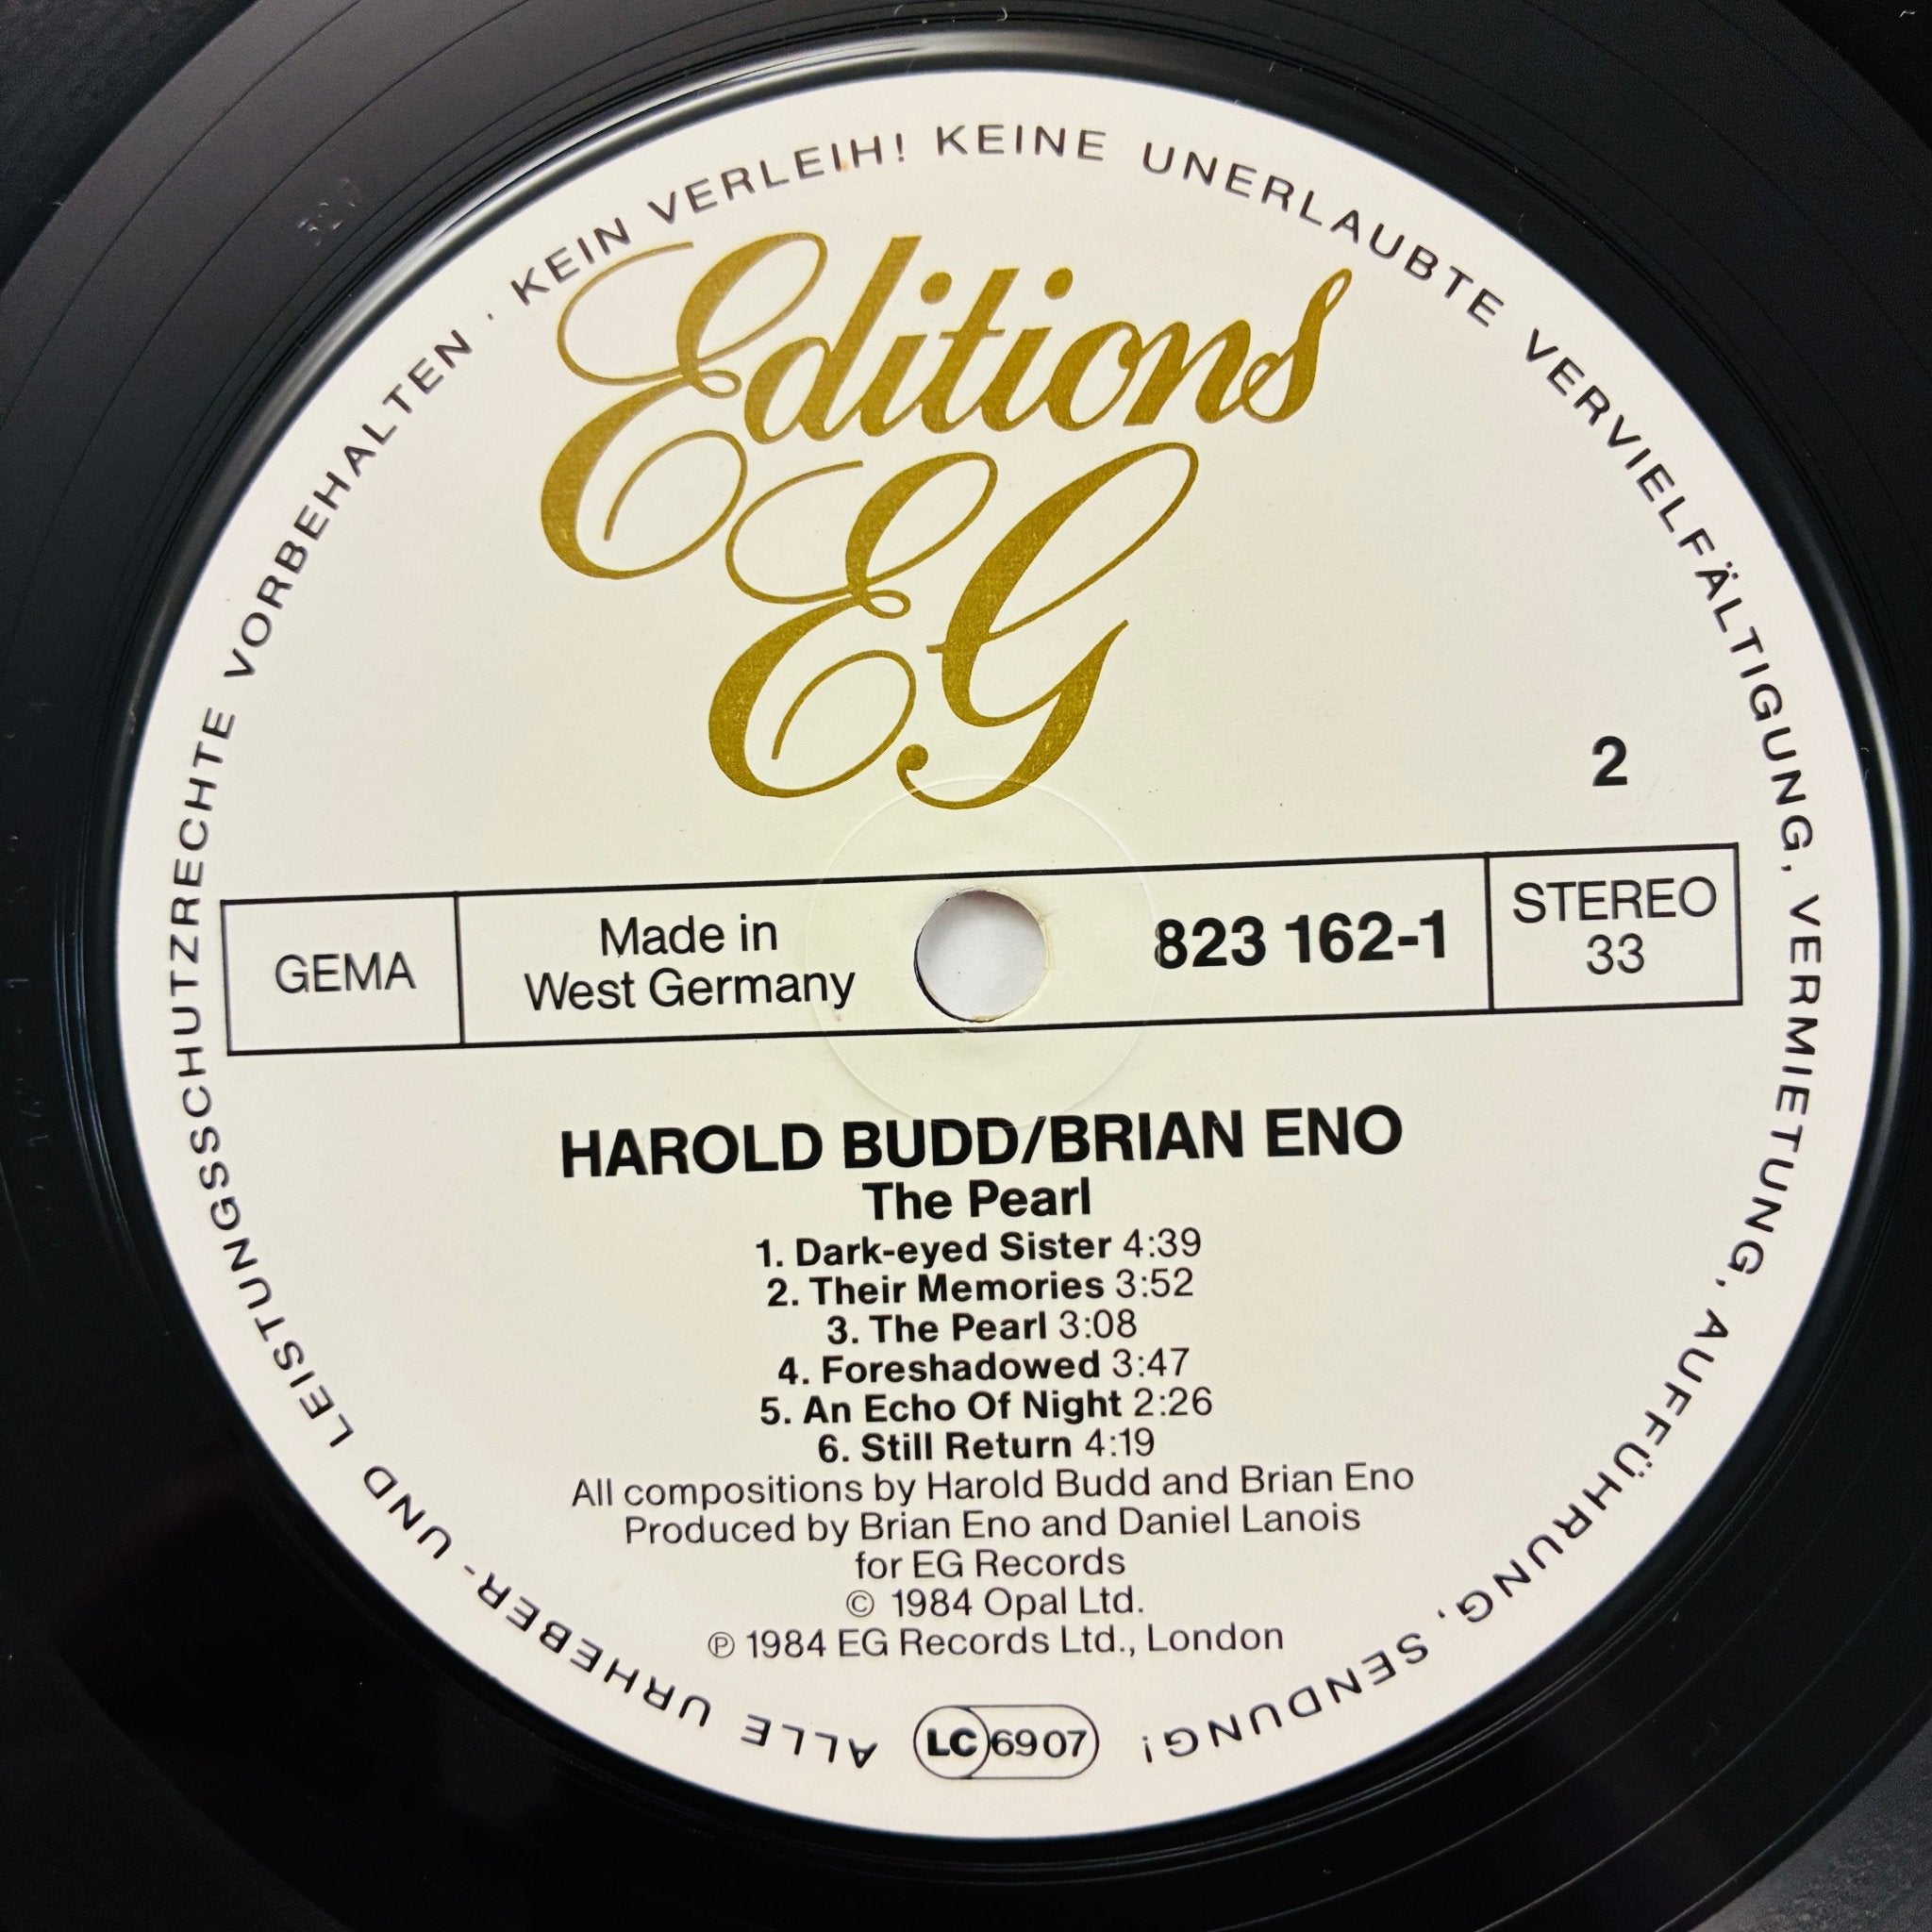 ALLE URHEBER- UND LEISTUNGSSCHUTZRECHTE VORBEHALTEN · KEIN VERLEIH! KEINE UNERLAUBTE VERVIELFÄLTIGUNG, VERMIETUNG, AUFFÜHRUNG, SENDUNG!
Editions
EG
2
GEMA
Made in
West Germany
823 162-1
STEREO
33
HAROLD BUDD/BRIAN ENO
The Pearl
1. Dark-eyed Sister 4:39
2. Their Memories 3:52
3. The Pearl 3:08
4. Foreshadowed 3:47
5. An Echo Of Night 2:26
6. Still Return 4:19
All compositions by Harold Budd and Brian Eno
Produced by Brian Eno and Daniel Lanois
for EG Records
© 1984 Opal Ltd.
℗ 1984 EG Records Ltd., London
LC 6907